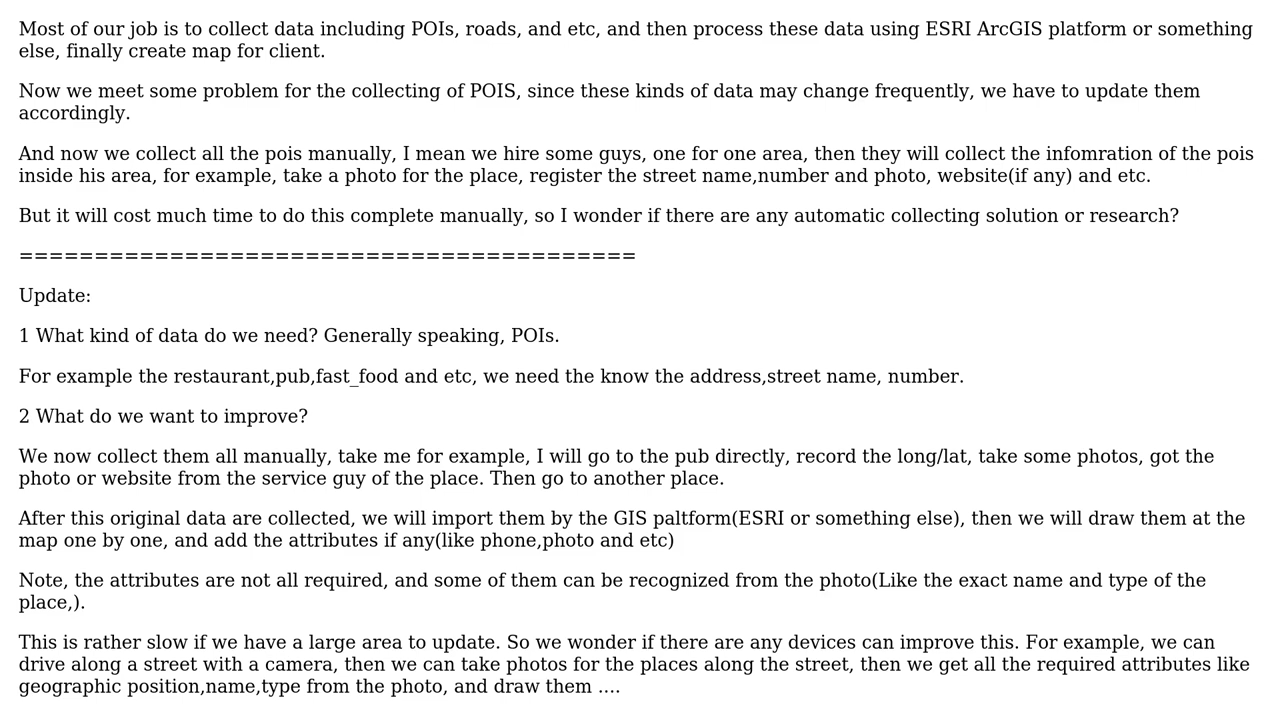 Most of our job is to collect data including POIs, roads, and etc, and then process these data using ESRI ArcGIS platform or something
else, finally create map for client.
Now we meet some problem for the collecting of POIS, since these kinds of data may change frequently, we have to update them
accordingly.
And now we collect all the pois manually, I mean we hire some guys, one for one area, then they will collect the infomration of the pois
inside his area, for example, take a photo for the place, register the street name,number and photo, website(if any) and etc.
But it will cost much time to do this complete manually, so I wonder if there are any automatic collecting solution or research?
=========================================
Update:
1 What kind of data do we need? Generally speaking, POIs.
For example the restaurant,pub,fast_food and etc, we need the know the address,street name, number.
2 What do we want to improve?
We now collect them all manually, take me for example, I will go to the pub directly, record the long/lat, take some photos, got the
photo or website from the service guy of the place. Then go to another place.
After this original data are collected, we will import them by the GIS paltform(ESRI or something else), then we will draw them at the
map one by one, and add the attributes if any(like phone,photo and etc)
Note, the attributes are not all required, and some of them can be recognized from the photo(Like the exact name and type of the
place,).
This is rather slow if we have a large area to update. So we wonder if there are any devices can improve this. For example, we can
drive along a street with a camera, then we can take photos for the places along the street, then we get all the required attributes like
geographic position,name,type from the photo, and draw them ....